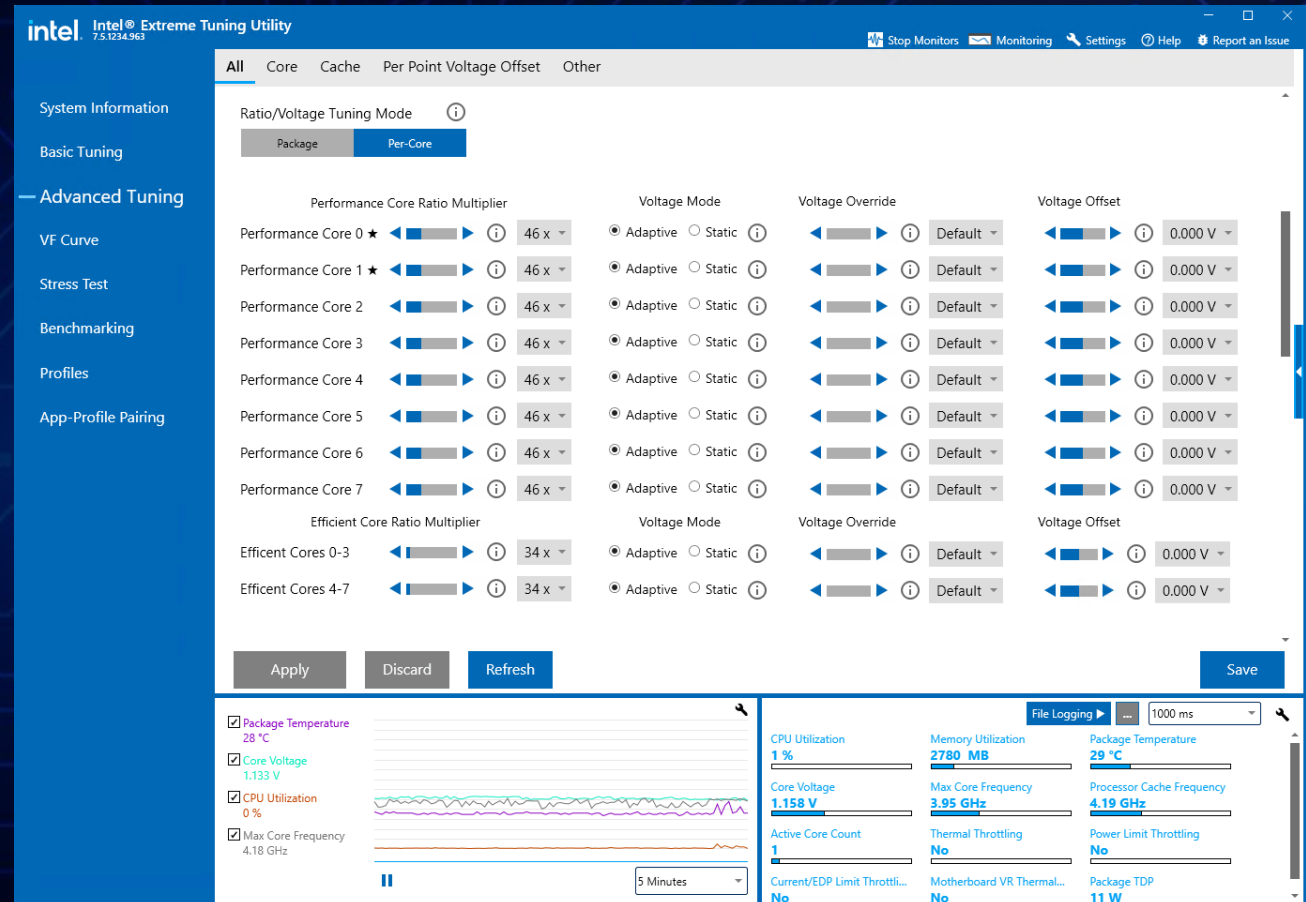 intel. Intel® Extreme Tuning Utility
7.5.1234.963
Stop Monitors Monitoring Settings Help Report an Issue
All Core Cache Per Point Voltage Offset Other
System Information
Basic Tuning
Advanced Tuning
VF Curve
Stress Test
Benchmarking
Profiles
App-Profile Pairing
Ratio/Voltage Tuning Mode
Package Per-Core
Performance Core Ratio Multiplier Voltage Mode Voltage Override Voltage Offset
Performance Core 0 ★ 46 x Adaptive Static Default 0.000 V
Performance Core 1 ★ 46 x Adaptive Static Default 0.000 V
Performance Core 2 46 x Adaptive Static Default 0.000 V
Performance Core 3 46 x Adaptive Static Default 0.000 V
Performance Core 4 46 x Adaptive Static Default 0.000 V
Performance Core 5 46 x Adaptive Static Default 0.000 V
Performance Core 6 46 x Adaptive Static Default 0.000 V
Performance Core 7 46 x Adaptive Static Default 0.000 V
Efficient Core Ratio Multiplier Voltage Mode Voltage Override Voltage Offset
Efficent Cores 0-3 34 x Adaptive Static Default 0.000 V
Efficent Cores 4-7 34 x Adaptive Static Default 0.000 V
Apply Discard Refresh Save
Package Temperature
28 °C
Core Voltage
1.133 V
CPU Utilization
0 %
Max Core Frequency
4.18 GHz
5 Minutes
File Logging ... 1000 ms
CPU Utilization Memory Utilization Package Temperature
1 % 2780 MB 29 °C
Core Voltage Max Core Frequency Processor Cache Frequency
1.158 V 3.95 GHz 4.19 GHz
Active Core Count Thermal Throttling Power Limit Throttling
1 No No
Current/EDP Limit Throttli... Motherboard VR Thermal... Package TDP
No No 11 W